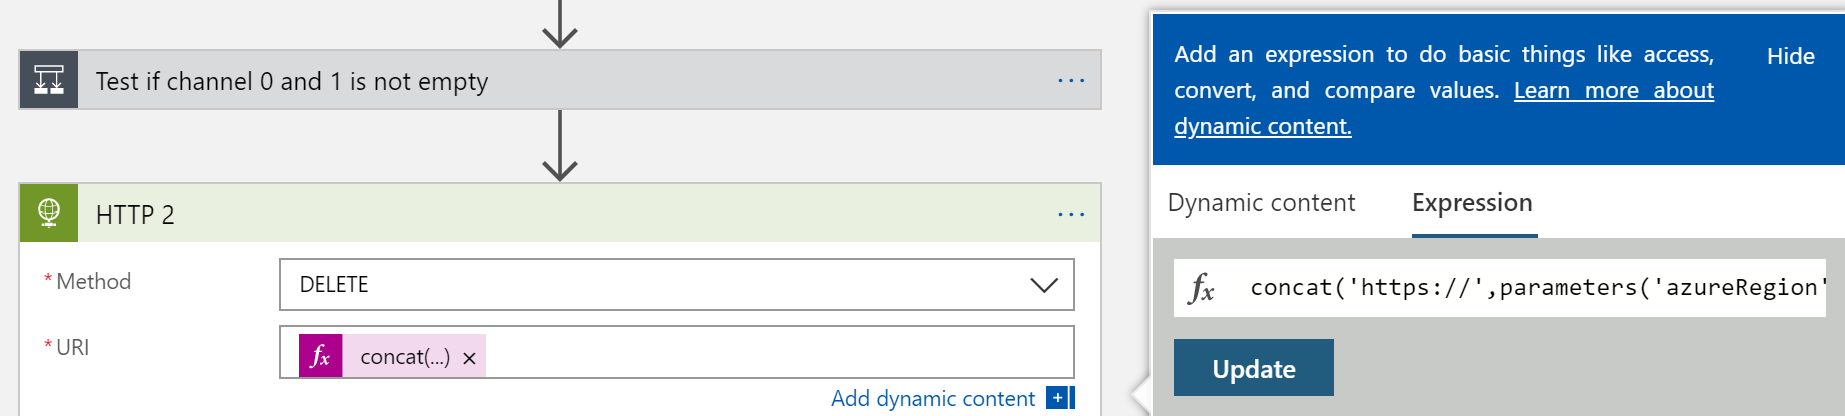 Test if channel 0 and 1 is not empty
...
HTTP 2
...
* Method
DELETE
* URI
fx concat(...) ×
Add dynamic content +
Add an expression to do basic things like access,
convert, and compare values. Learn more about
dynamic content.
Hide
Dynamic content
Expression
fx concat('https://',parameters('azureRegion'
Update